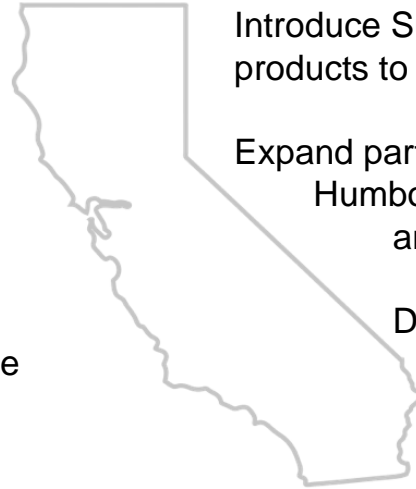 Introduce S
products to
Expand part
Humbo
ar
D
e